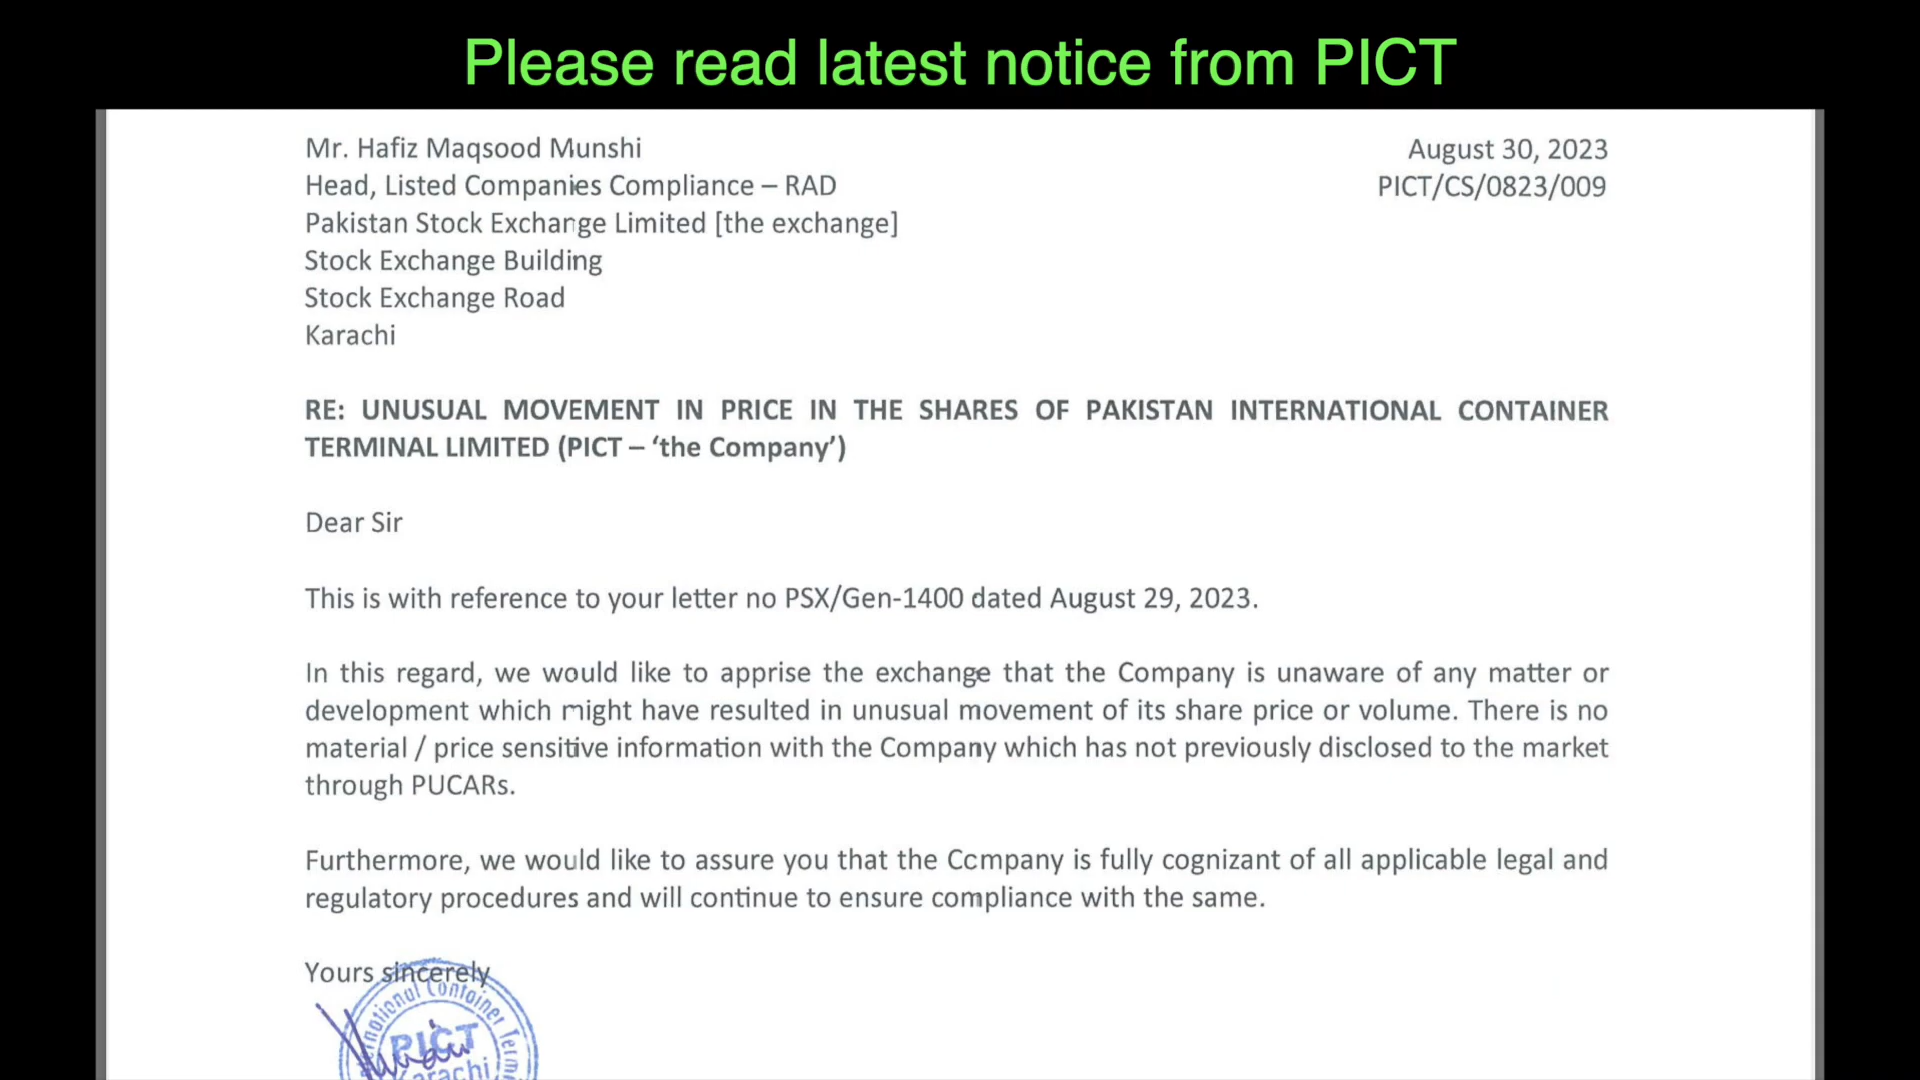 Please read latest notice from PICT
Mr. Hafiz Maqsood Munshi
August 30, 2023
Head, Listed Companies Compliance – RAD
PICT/CS/0823/009
Pakistan Stock Exchange Limited [the exchange]
Stock Exchange Building
Stock Exchange Road
Karachi
RE: UNUSUAL MOVEMENT IN PRICE IN THE SHARES OF PAKISTAN INTERNATIONAL CONTAINER
TERMINAL LIMITED (PICT – ‘the Company’)
Dear Sir
This is with reference to your letter no PSX/Gen-1400 dated August 29, 2023.
In this regard, we would like to apprise the exchange that the Company is unaware of any matter or
development which might have resulted in unusual movement of its share price or volume. There is no
material / price sensitive information with the Company which has not previously disclosed to the market
through PUCARs.
Furthermore, we would like to assure you that the Company is fully cognizant of all applicable legal and
regulatory procedures and will continue to ensure compliance with the same.
Yours sincerely
Container
PICT
Karachi